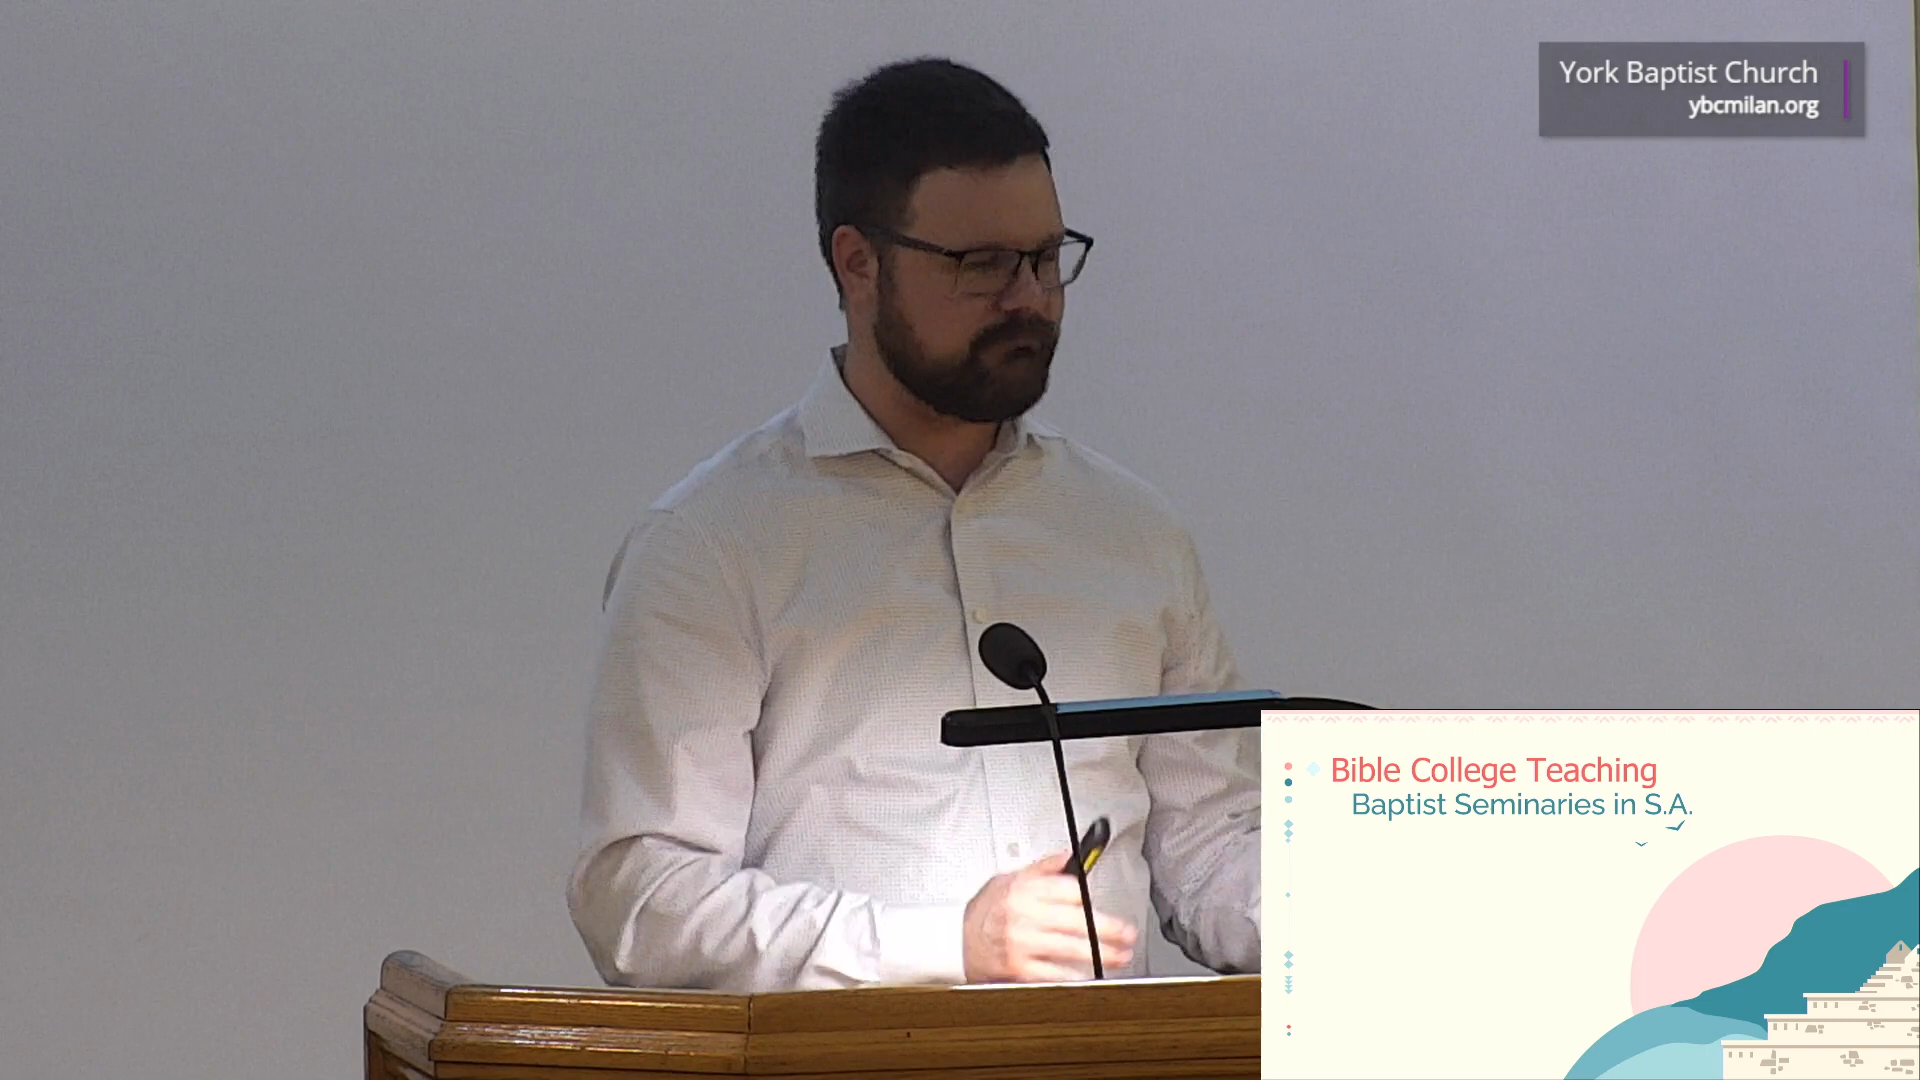 York Baptist Church
ybcmilan.org
Bible College Teaching
Baptist Seminaries in S.A.